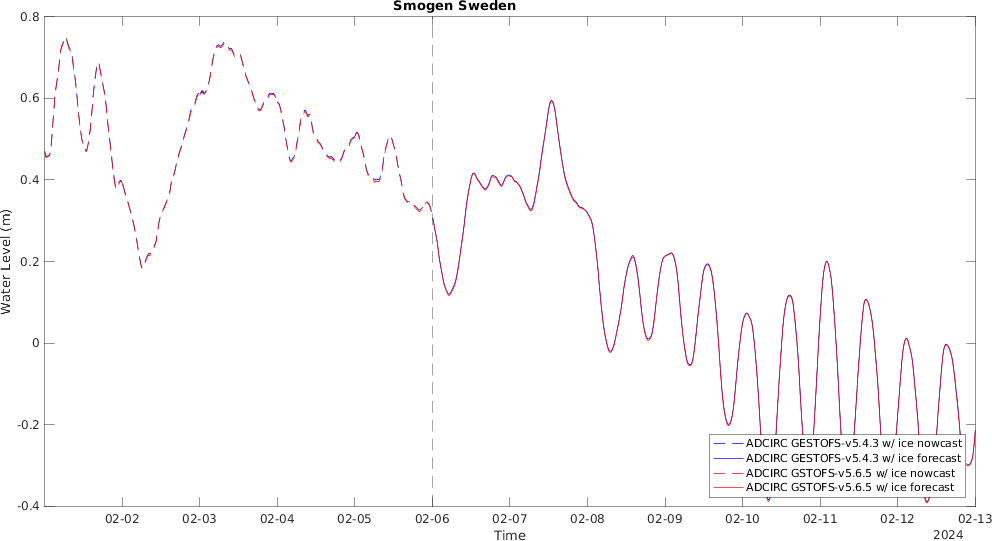 Smogen Sweden
0.8
0.6
0.4
0.2
0
-0.2
-0.4
Water Level (m)
ADCIRC GESTOFS-v5.4.3 w/ ice nowcast
ADCIRC GESTOFS-v5.4.3 w/ ice forecast
ADCIRC GSTOFS-v5.6.5 w/ ice nowcast
ADCIRC GSTOFS-v5.6.5 w/ ice forecast
02-02 02-03 02-04 02-05 02-06 02-07 02-08 02-09 02-10 02-11 02-12 02-13
Time
2024